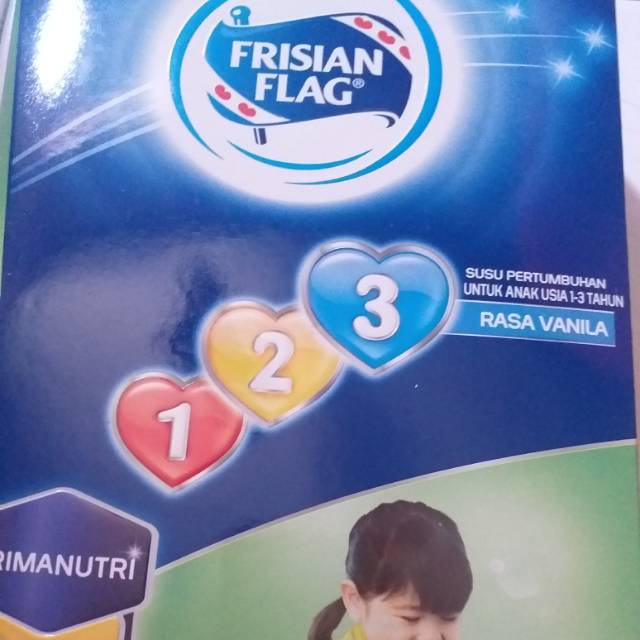 FRISIAN
FLAG®
1
2
3
SUSU PERTUMBUHAN
UNTUK ANAK USIA 1-3 TAHUN
RASA VANILA
RIMANUTRI